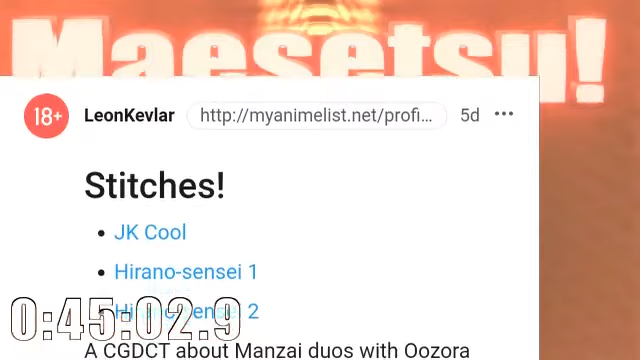 Maesetsu!
18+ LeonKevlar http://myanimelist.net/profi... 5d •••
Stitches!
• JK Cool
• Hirano-sensei 1
• Hirano-sensei 2
0:45:02.9
A CGDCT about Manzai duos with Oozora